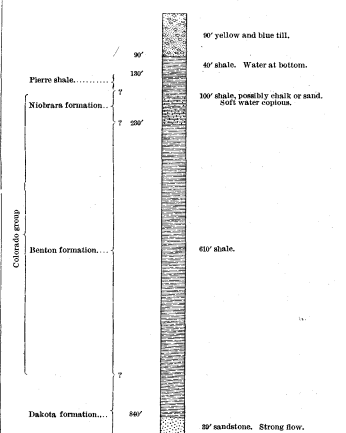 90' yellow and blue till.
90'
40' shale. Water at bottom.
130'
Pierre shale
?
100' shale, possibly chalk or sand.
Soft water copious.
Niobrara formation
? 230'
Colorado group
Benton formation
610' shale.
?
Dakota formation
840'
sandstone. Strong flow.